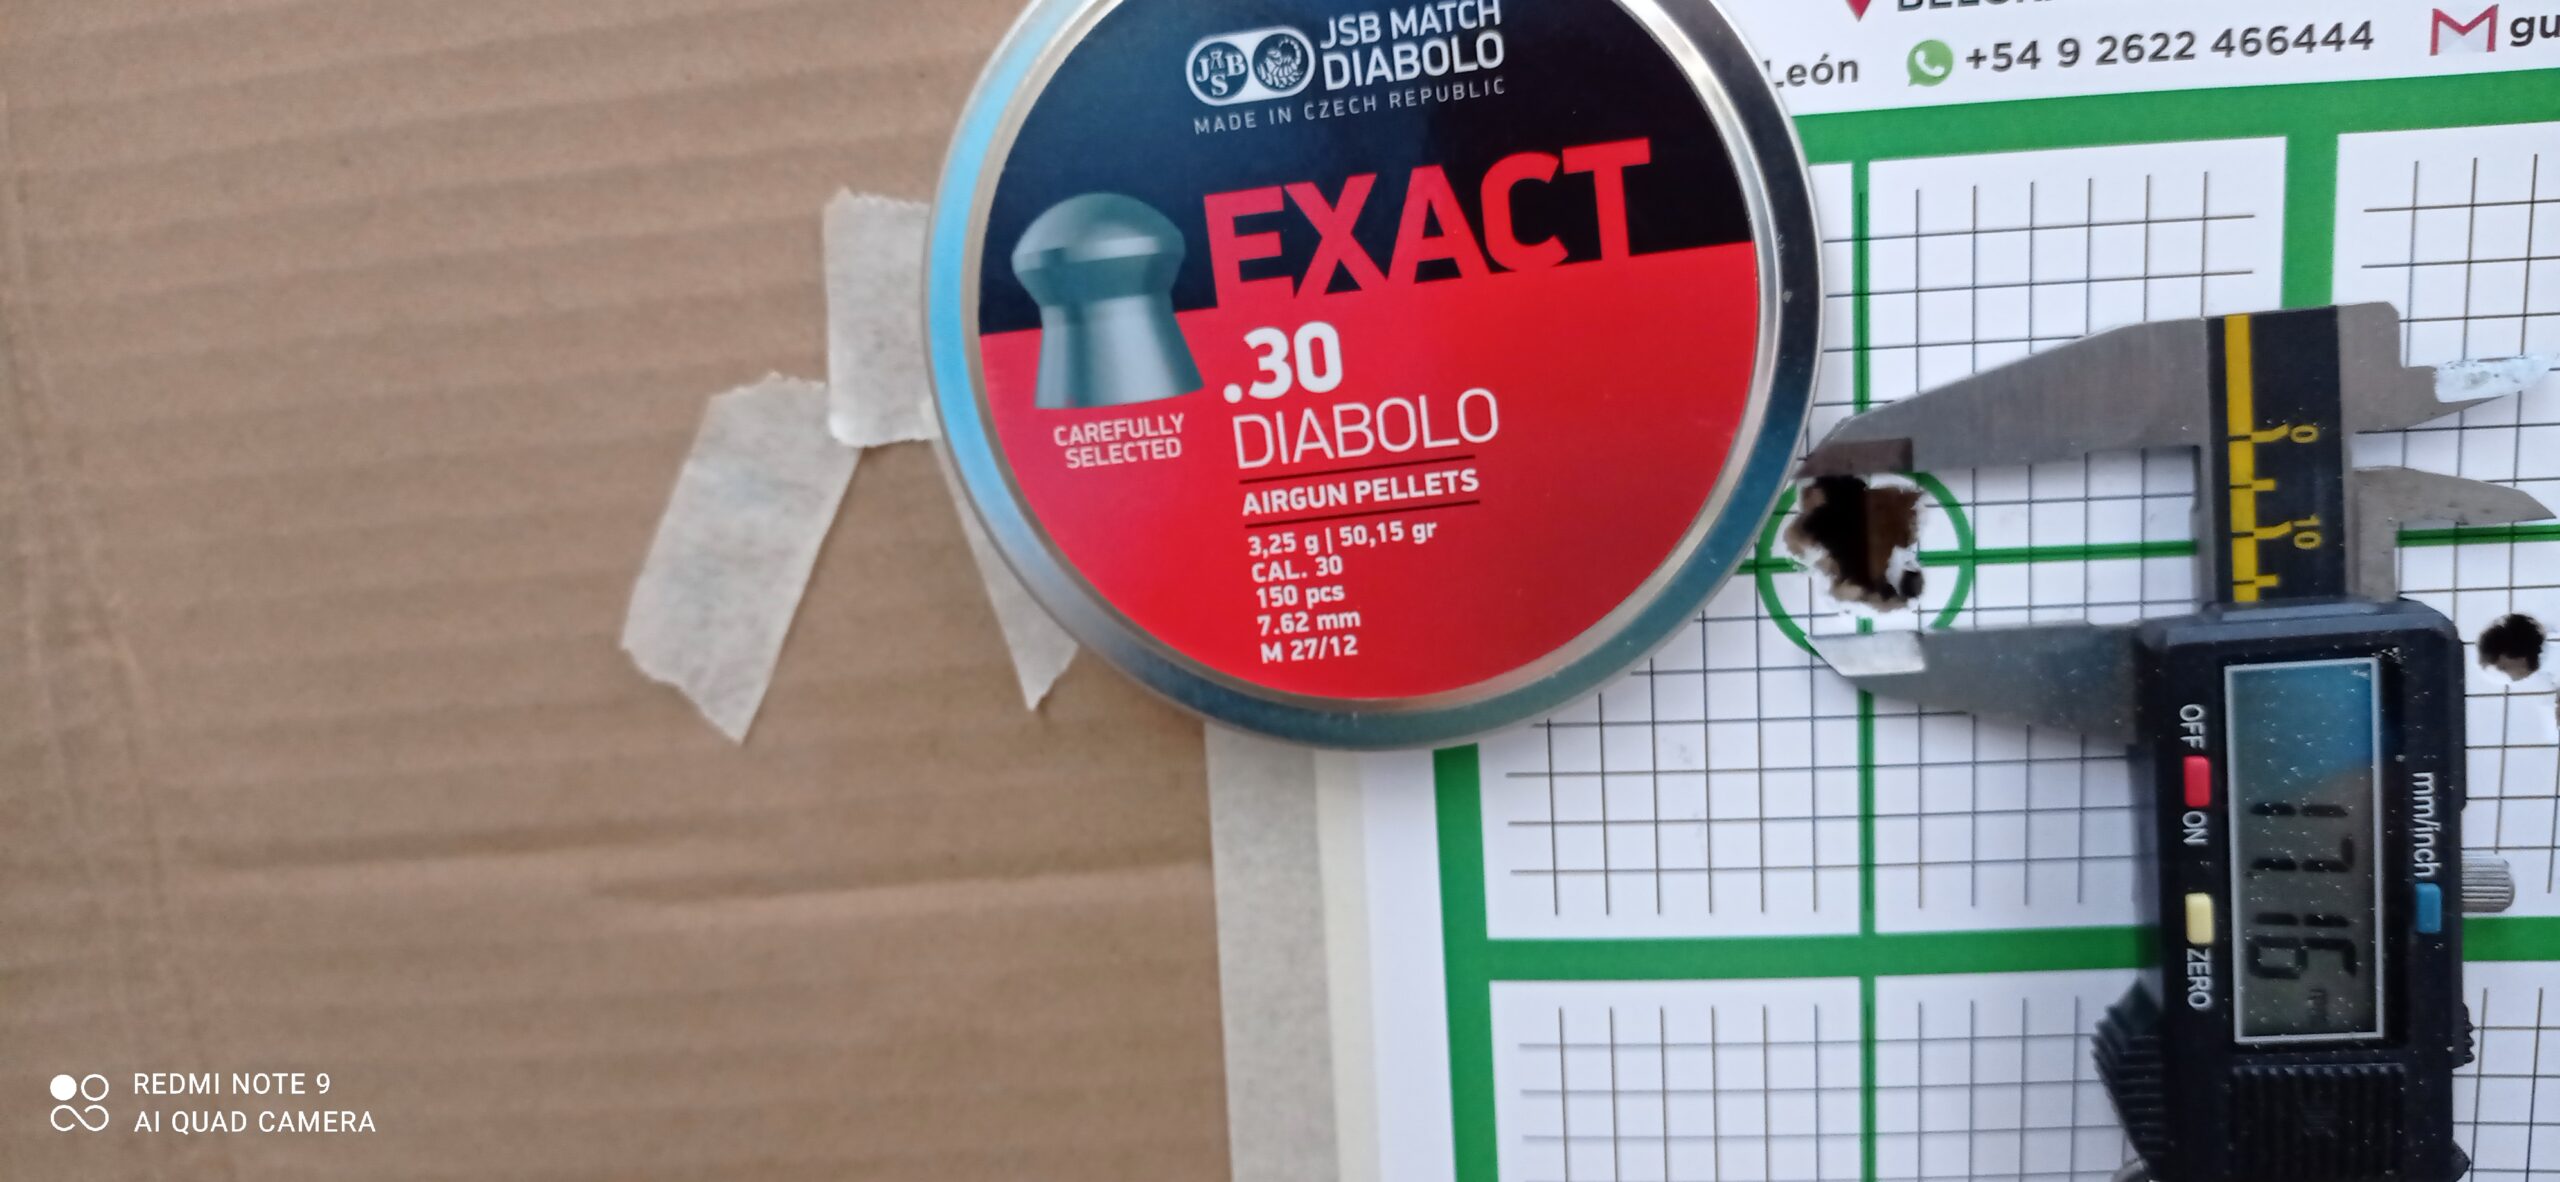 JSB
JSB MATCH
DIABOLO
MADE IN CZECH REPUBLIC
EXACT
.30
DIABOLO
CAREFULLY
SELECTED
AIRGUN PELLETS
3,25 g | 50,15 gr
CAL. 30
150 pcs
7.62 mm
M 27/12
León
+54 9 2622 466444
gu
0
10
OFF ON
ZERO
mm/inch
REDMI NOTE 9
AI QUAD CAMERA